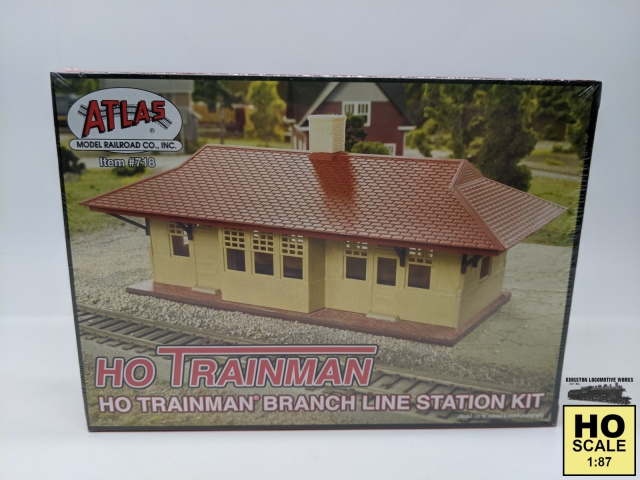 ATLAS
®
MODEL RAILROAD CO., INC.
Item #718
HO TRAINMAN
HO TRAINMAN® BRANCH LINE STATION KIT
KINGSTON LOCOMOTIVE WORKS
HO
SCALE
1:87